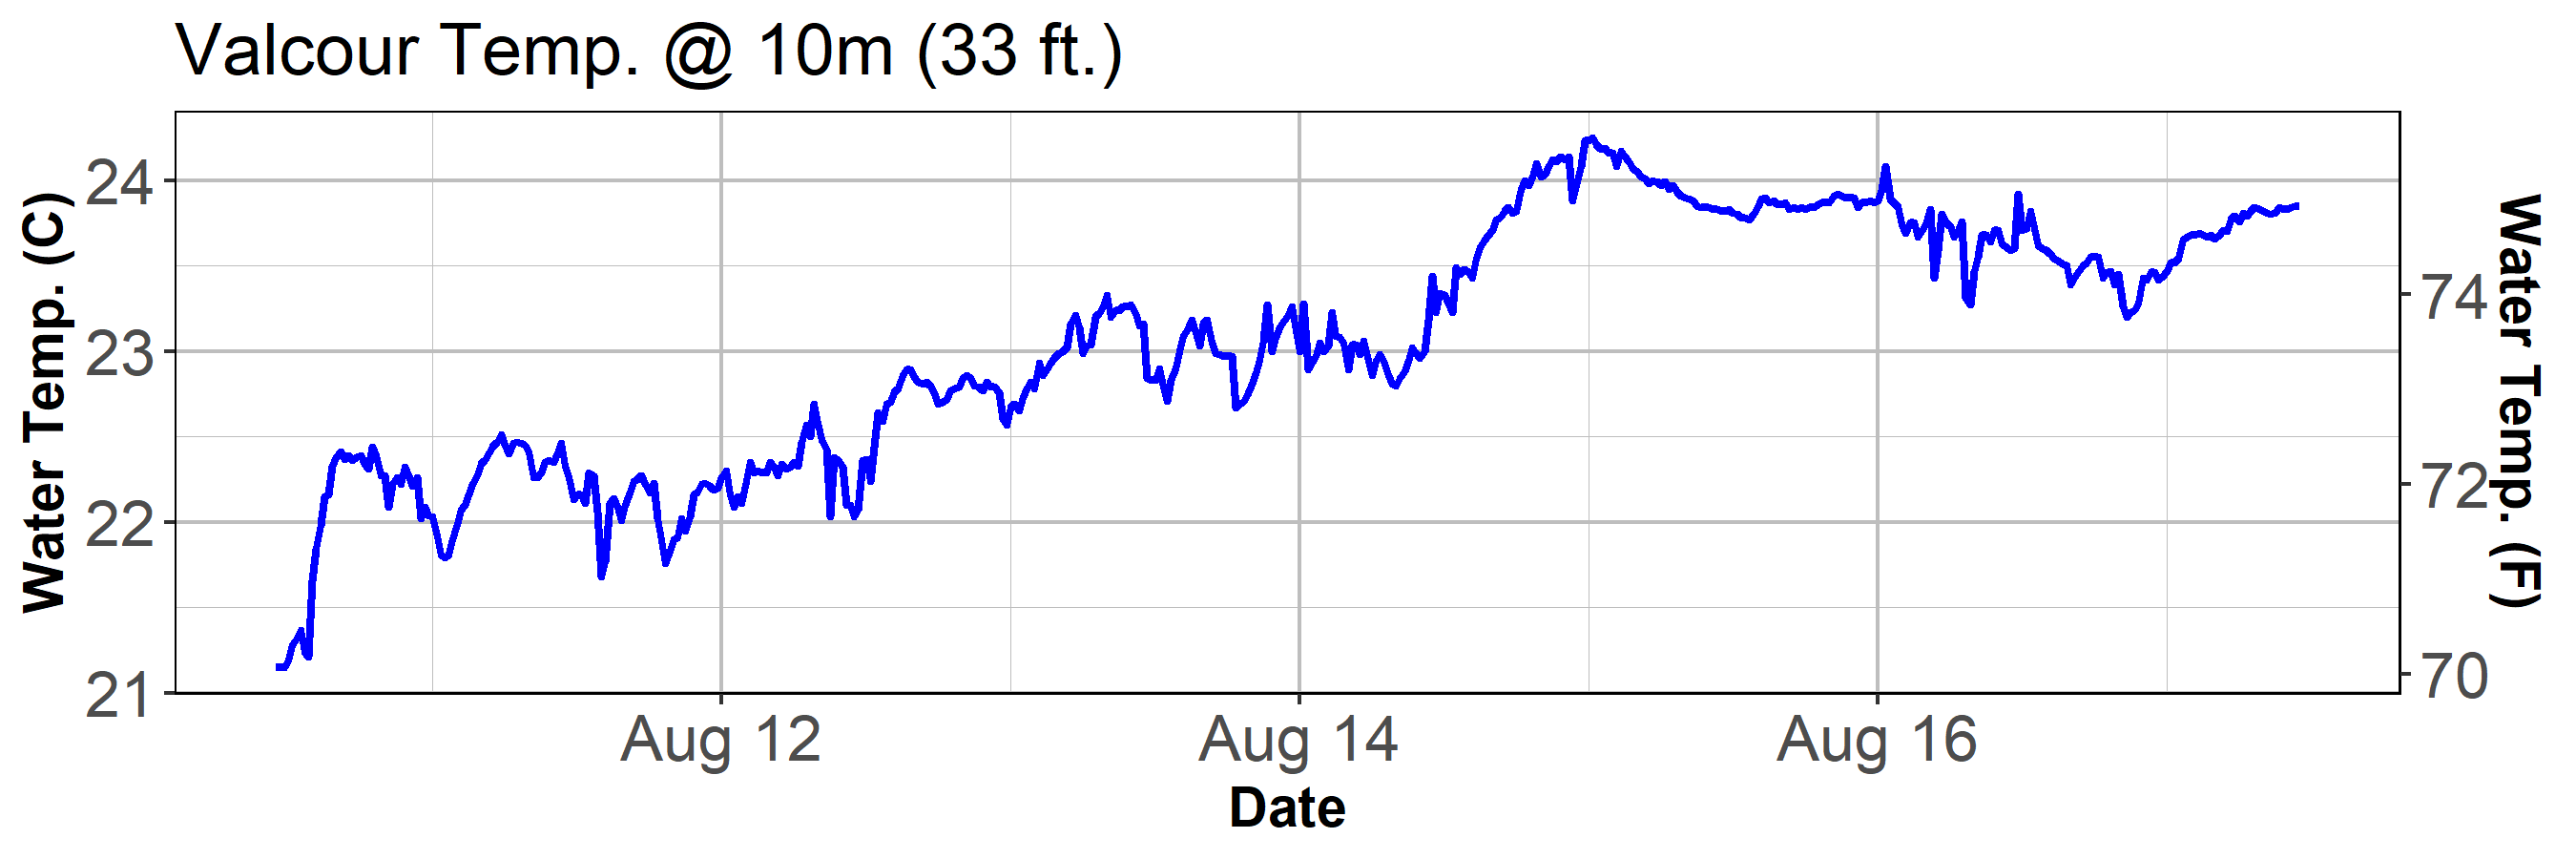 Valcour Temp. @ 10m (33 ft.)
Water Temp. (C)
24
23
22
21
74
72
70
Water Temp. (F)
Aug 12
Aug 14
Aug 16
Date